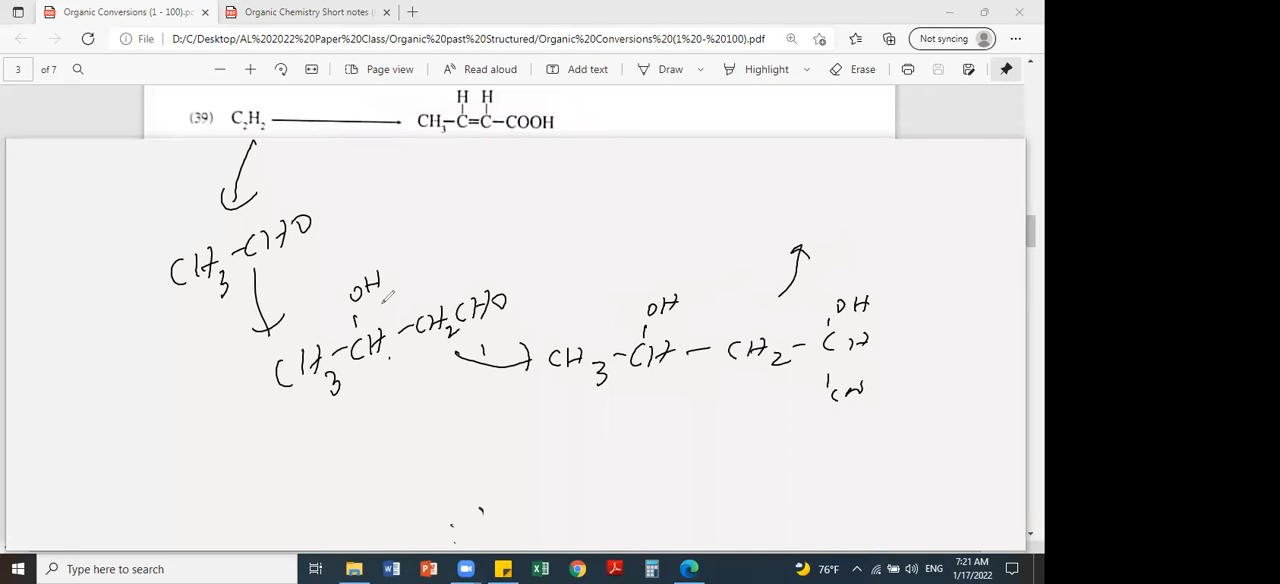 Organic Conversions (1 - 100).pc
Organic Chemistry Short notes (
File
D:/C/Desktop/AL%202022%20Paper%20Class/Organic%20past%20Structured/Organic%20Conversions%20(1%20-%20100).pdf
Not syncing
3 of 7
Page view
Read aloud
Add text
Draw
Highlight
Erase
H H
(39) C₂H₂ ⟶ CH₃–C=C–COOH
CH₃–CHO
OH
CH₃–CH–CH₂CHO
OH OH
CH₃–CH–CH₂–CH
CN
Type here to search
76°F
ENG
7:21 AM
1/17/2022